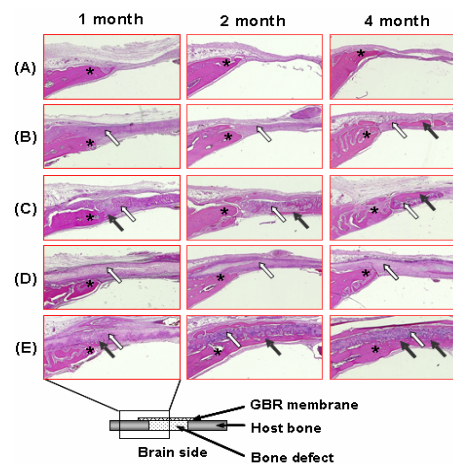 1 month 2 month 4 month
(A) * * *
(B) * * *
(C) * * *
(D) * * *
(E) * * *
GBR membrane
Host bone
Brain side
Bone defect